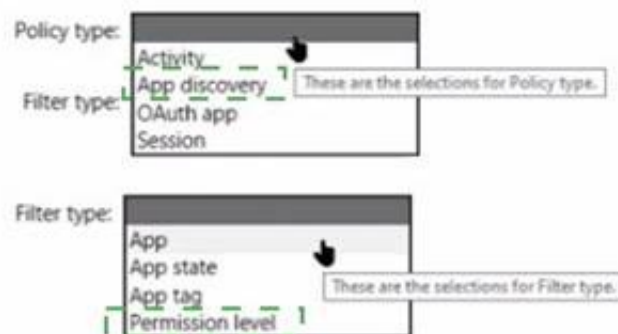 Policy type:
Activity
App discovery
These are the selections for Policy type.
Filter type:
OAuth app
Session
Filter type:
App
App state
These are the selections for Filter type.
App tag
Permission level